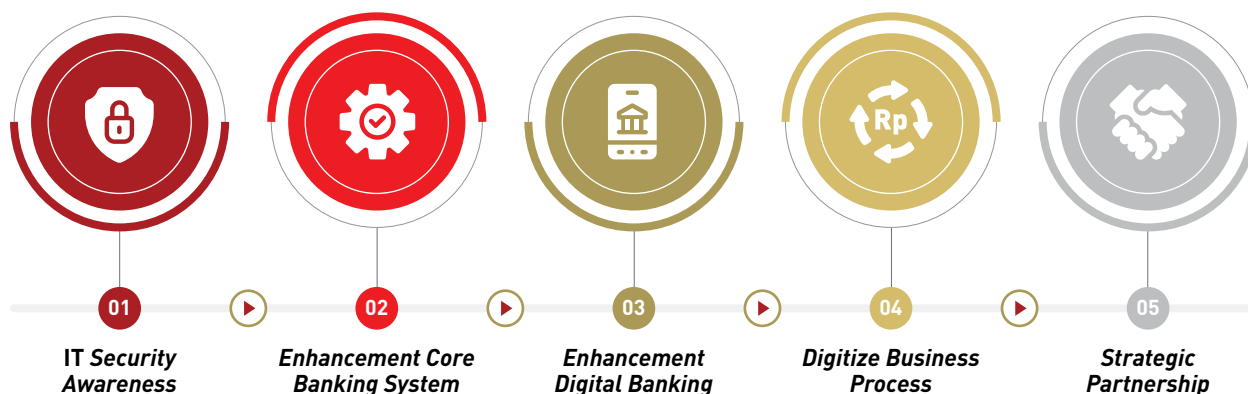 Rp
01
02
03
04
05
IT Security
Awareness
Enhancement Core
Banking System
Enhancement
Digital Banking
Digitize Business
Process
Strategic
Partnership